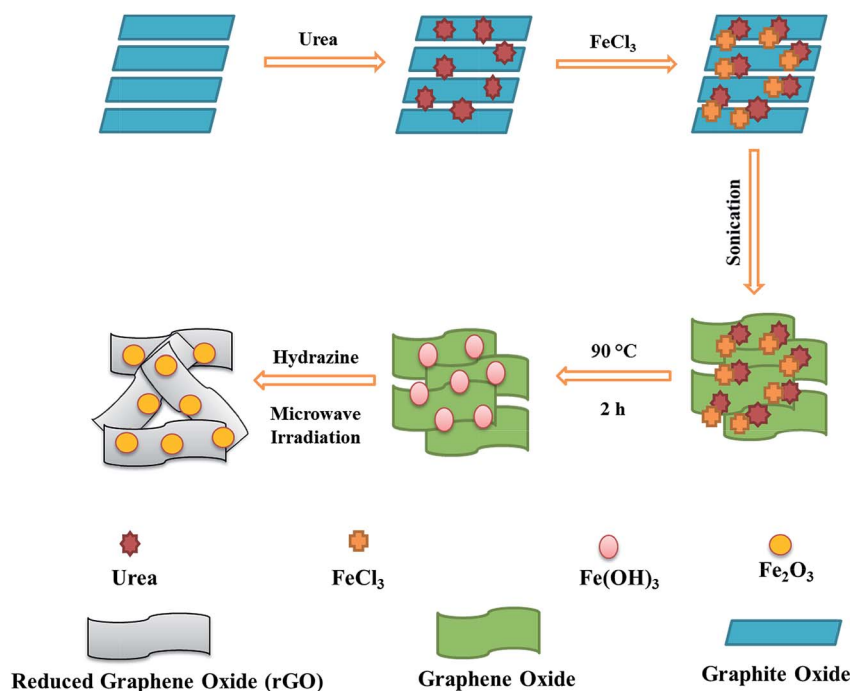 Urea
FeCl₃
Sonication
90 °C
2 h
Hydrazine
Microwave
Irradiation
Urea
FeCl₃
Fe(OH)₃
Fe₂O₃
Reduced Graphene Oxide (rGO)
Graphene Oxide
Graphite Oxide